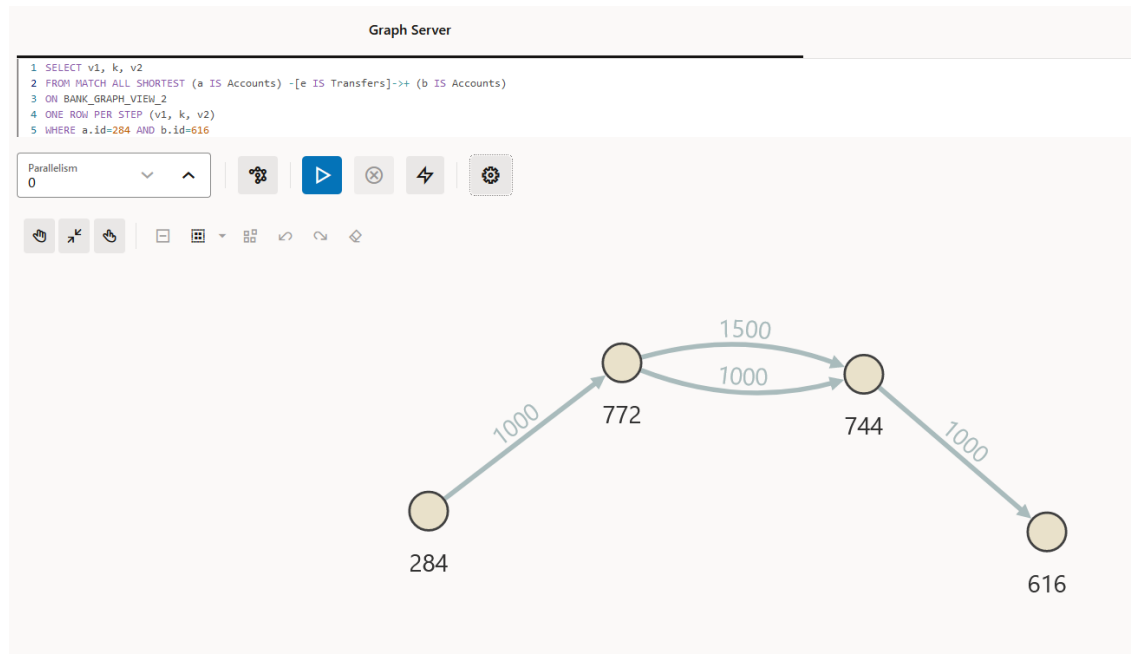 Graph Server
1 SELECT v1, k, v2
2 FROM MATCH ALL SHORTEST (a IS Accounts) -[e IS Transfers]->+ (b IS Accounts)
3 ON BANK_GRAPH_VIEW_2
4 ONE ROW PER STEP (v1, k, v2)
5 WHERE a.id=284 AND b.id=616
Parallelism
0
1500
1000
772
744
1000
1000
284
616